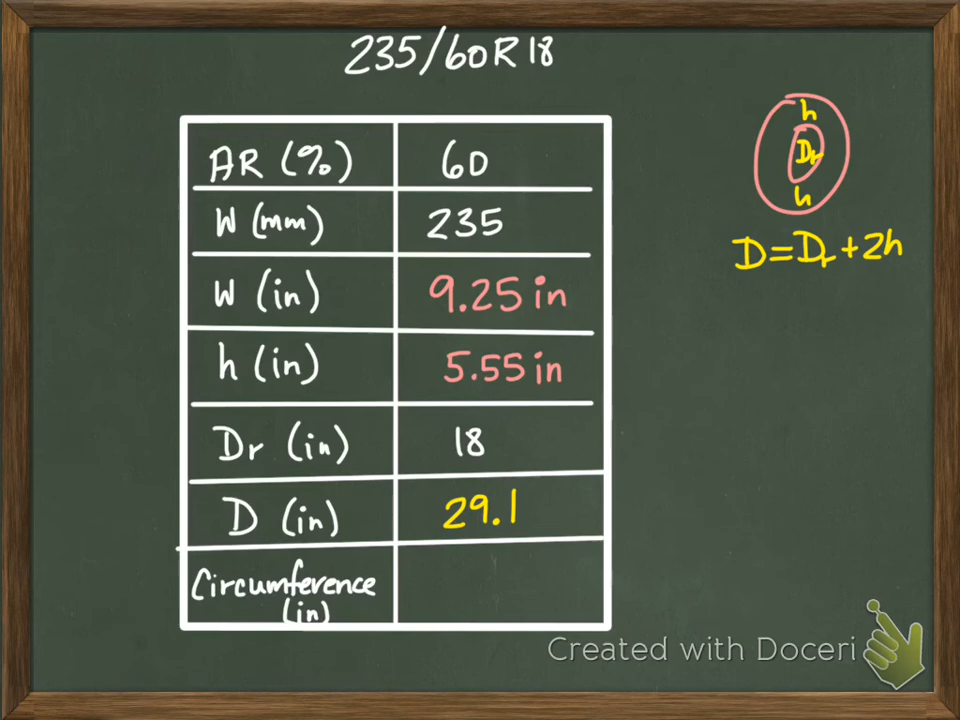 235/60R18
AR (%) 60
W (mm) 235
W (in) 9.25 in
h (in) 5.55 in
Dr (in) 18
D (in) 29.1
Circumference
(in)
h
Dr
h
D=Dr+2h
Created with Doceri